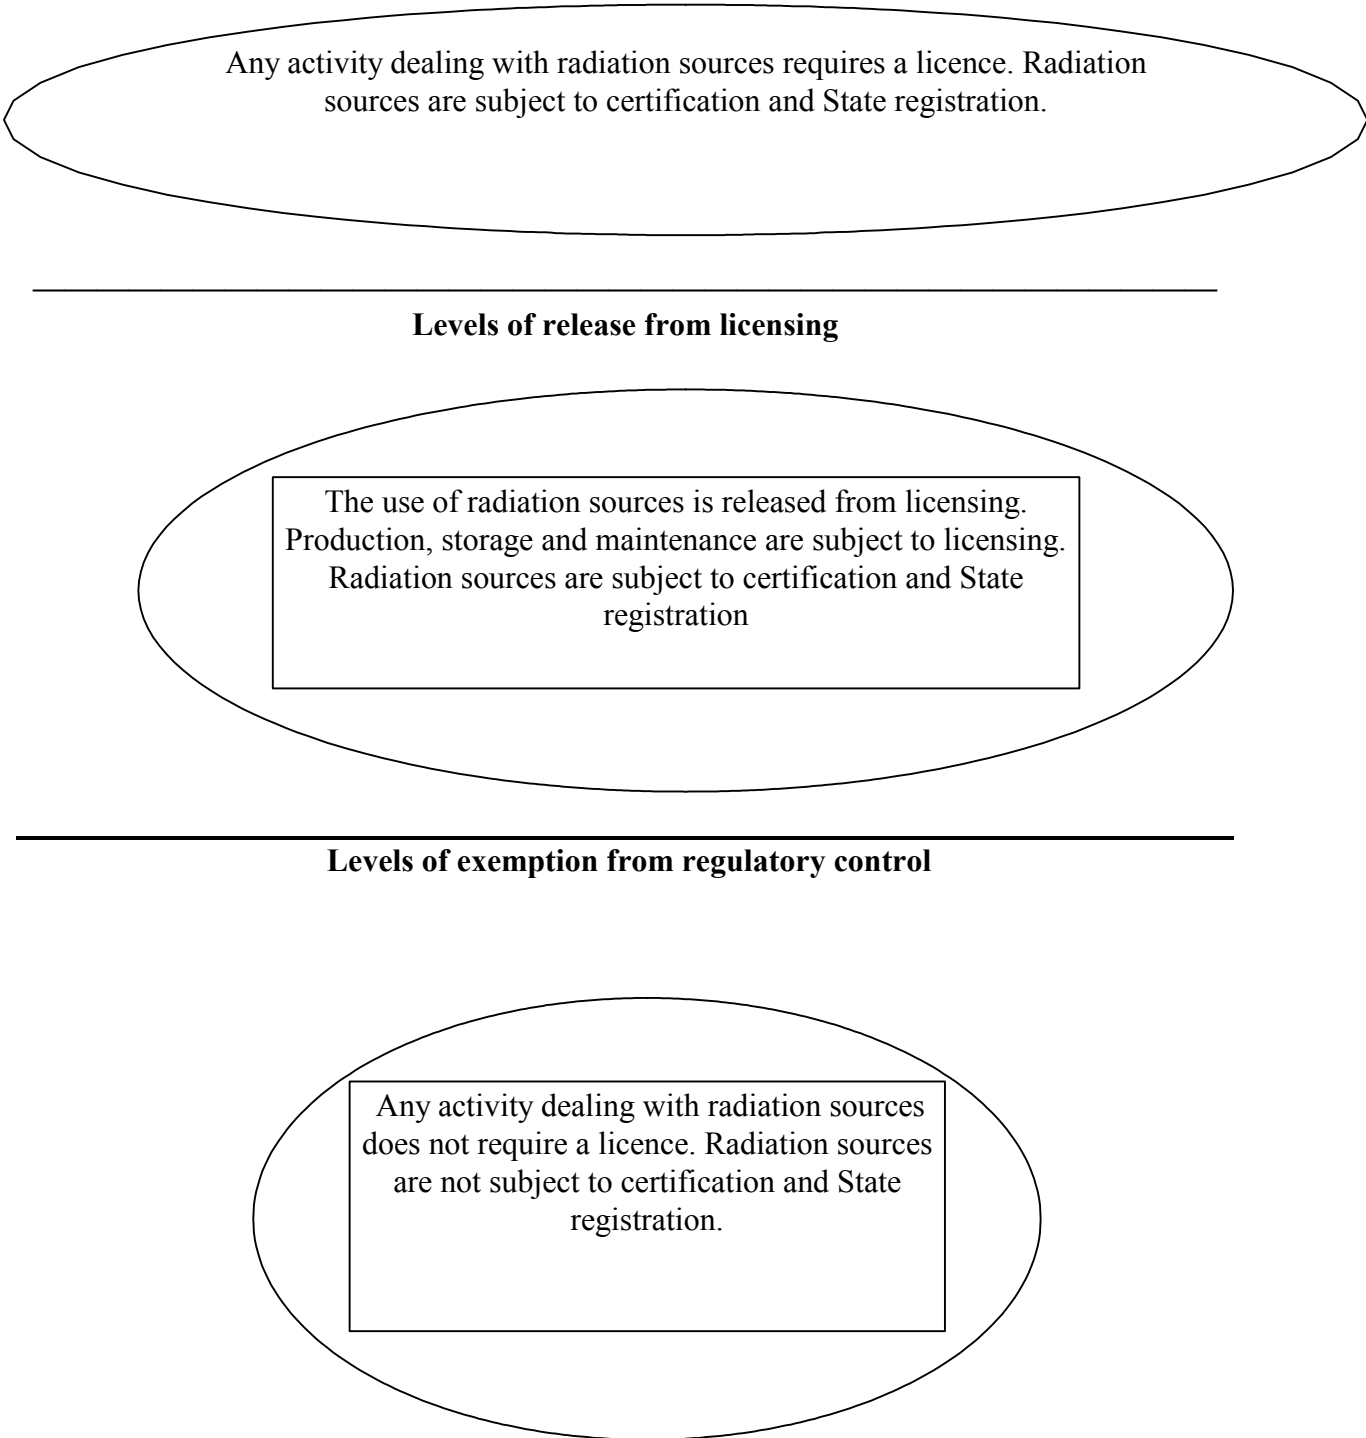 Any activity dealing with radiation sources requires a licence. Radiation
sources are subject to certification and State registration.
Levels of release from licensing
The use of radiation sources is released from licensing.
Production, storage and maintenance are subject to licensing.
Radiation sources are subject to certification and State
registration
Levels of exemption from regulatory control
Any activity dealing with radiation sources
does not require a licence. Radiation sources
are not subject to certification and State
registration.